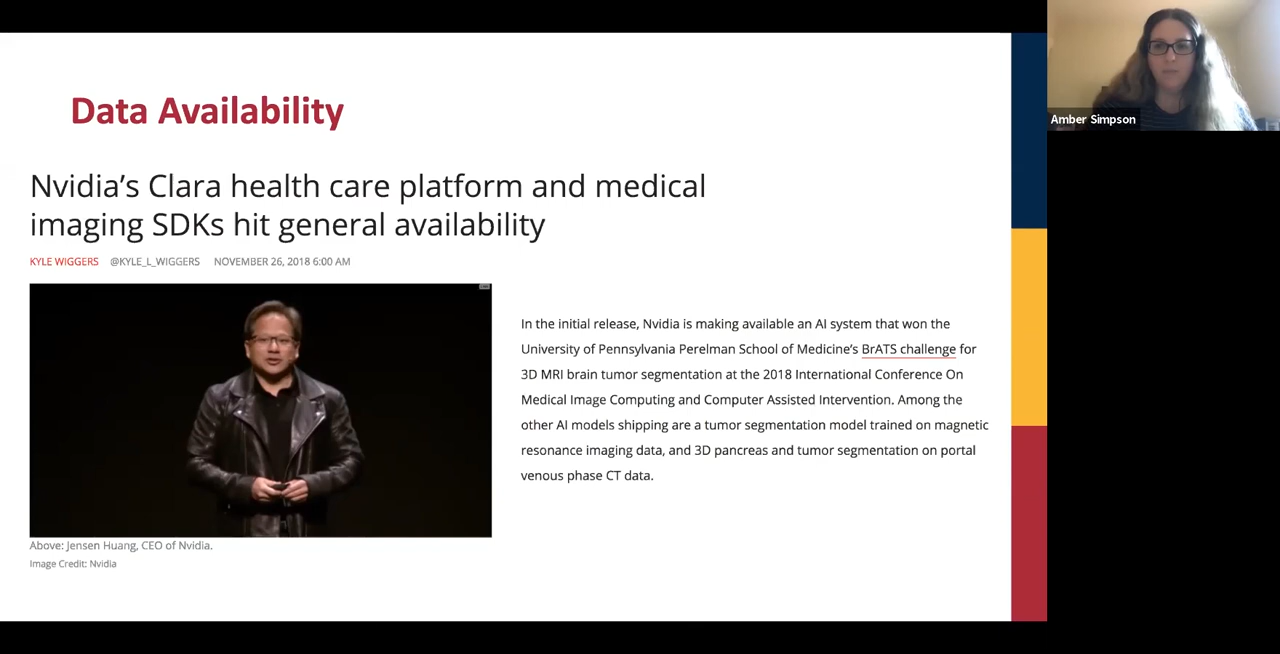 Data Availability
Nvidia's Clara health care platform and medical
imaging SDKs hit general availability
KYLE WIGGERS @KYLE_L_WIGGERS NOVEMBER 26, 2018 6:00 AM
In the initial release, Nvidia is making available an AI system that won the
University of Pennsylvania Perelman School of Medicine's BrATS challenge for
3D MRI brain tumor segmentation at the 2018 International Conference On
Medical Image Computing and Computer Assisted Intervention. Among the
other AI models shipping are a tumor segmentation model trained on magnetic
resonance imaging data, and 3D pancreas and tumor segmentation on portal
venous phase CT data.
Above: Jensen Huang, CEO of Nvidia.
Image Credit: Nvidia
Amber Simpson